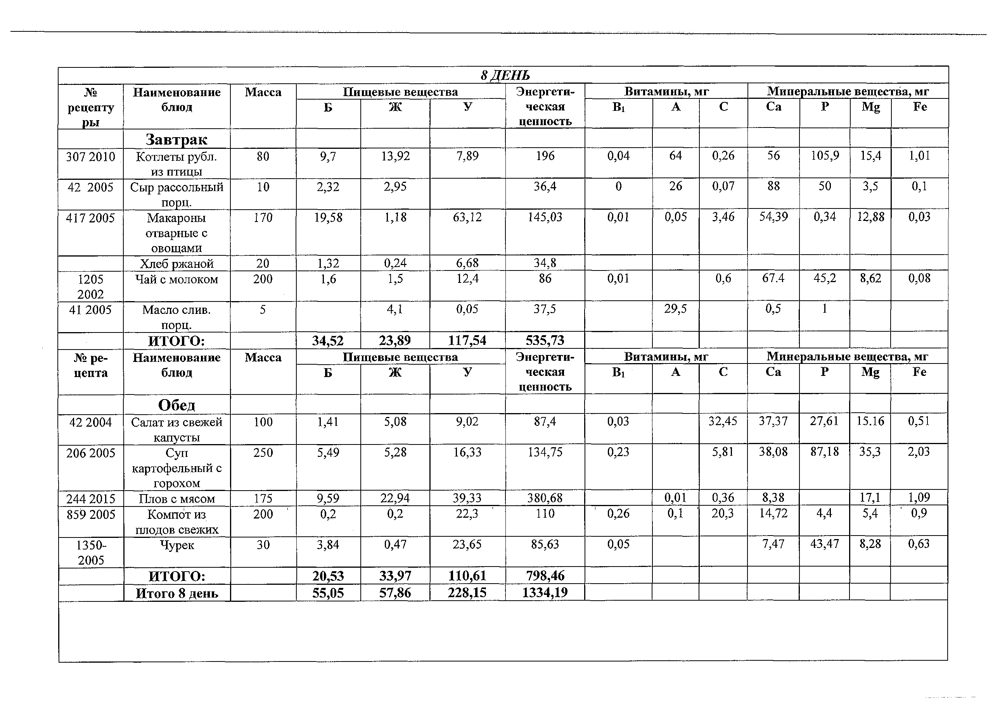 8 ДЕНЬ
№ Наименование Масса Пищевые вещества Энергети- Витамины, мг Минеральные вещества, мг
рецепту блюд Б Ж У ческая B1 А С Са Р Mg Fe
ры ценность
Завтрак
307 2010 Котлеты рубл. 80 9,7 13,92 7,89 196 0,04 64 0,26 56 105,9 15,4 1,01
из птицы
42 2005 Сыр рассольный 10 2,32 2,95 36,4 0 26 0,07 88 50 3,5 0,1
порц.
417 2005 Макароны 170 19,58 1,18 63,12 145,03 0,01 0,05 3,46 54,39 0,34 12,88 0,03
отварные с
овощами
Хлеб ржаной 20 1,32 0,24 6,68 34,8
1205 Чай с молоком 200 1,6 1,5 12,4 86 0,01 0,6 67.4 45,2 8,62 0,08
2002
41 2005 Масло слив. 5 4,1 0,05 37,5 29,5 0,5 1
порц.
ИТОГО: 34,52 23,89 117,54 535,73
№ ре- Наименование Масса Пищевые вещества Энергети- Витамины, мг Минеральные вещества, мг
цепта блюд Б Ж У ческая B1 А С Са Р Mg Fe
ценность
Обед
42 2004 Салат из свежей 100 1,41 5,08 9,02 87,4 0,03 32,45 37,37 27,61 15.16 0,51
капусты
206 2005 Суп 250 5,49 5,28 16,33 134,75 0,23 5,81 38,08 87,18 35,3 2,03
картофельный с
горохом
244 2015 Плов с мясом 175 9,59 22,94 39,33 380,68 0,01 0,36 8,38 17,1 1,09
859 2005 Компот из 200 0,2 0,2 22,3 110 0,26 0,1 20,3 14,72 4,4 5,4 0,9
плодов свежих
1350- Чурек 30 3,84 0,47 23,65 85,63 0,05 7,47 43,47 8,28 0,63
2005
ИТОГО: 20,53 33,97 110,61 798,46
Итого 8 день 55,05 57,86 228,15 1334,19